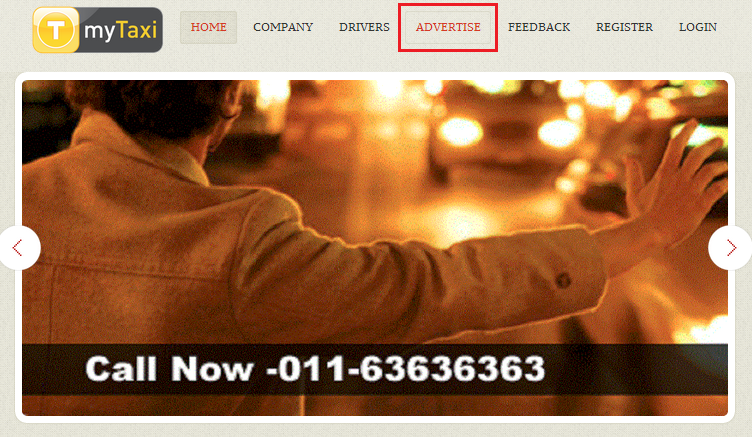 T myTaxi HOME COMPANY DRIVERS ADVERTISE FEEDBACK REGISTER LOGIN
Call Now -011-63636363